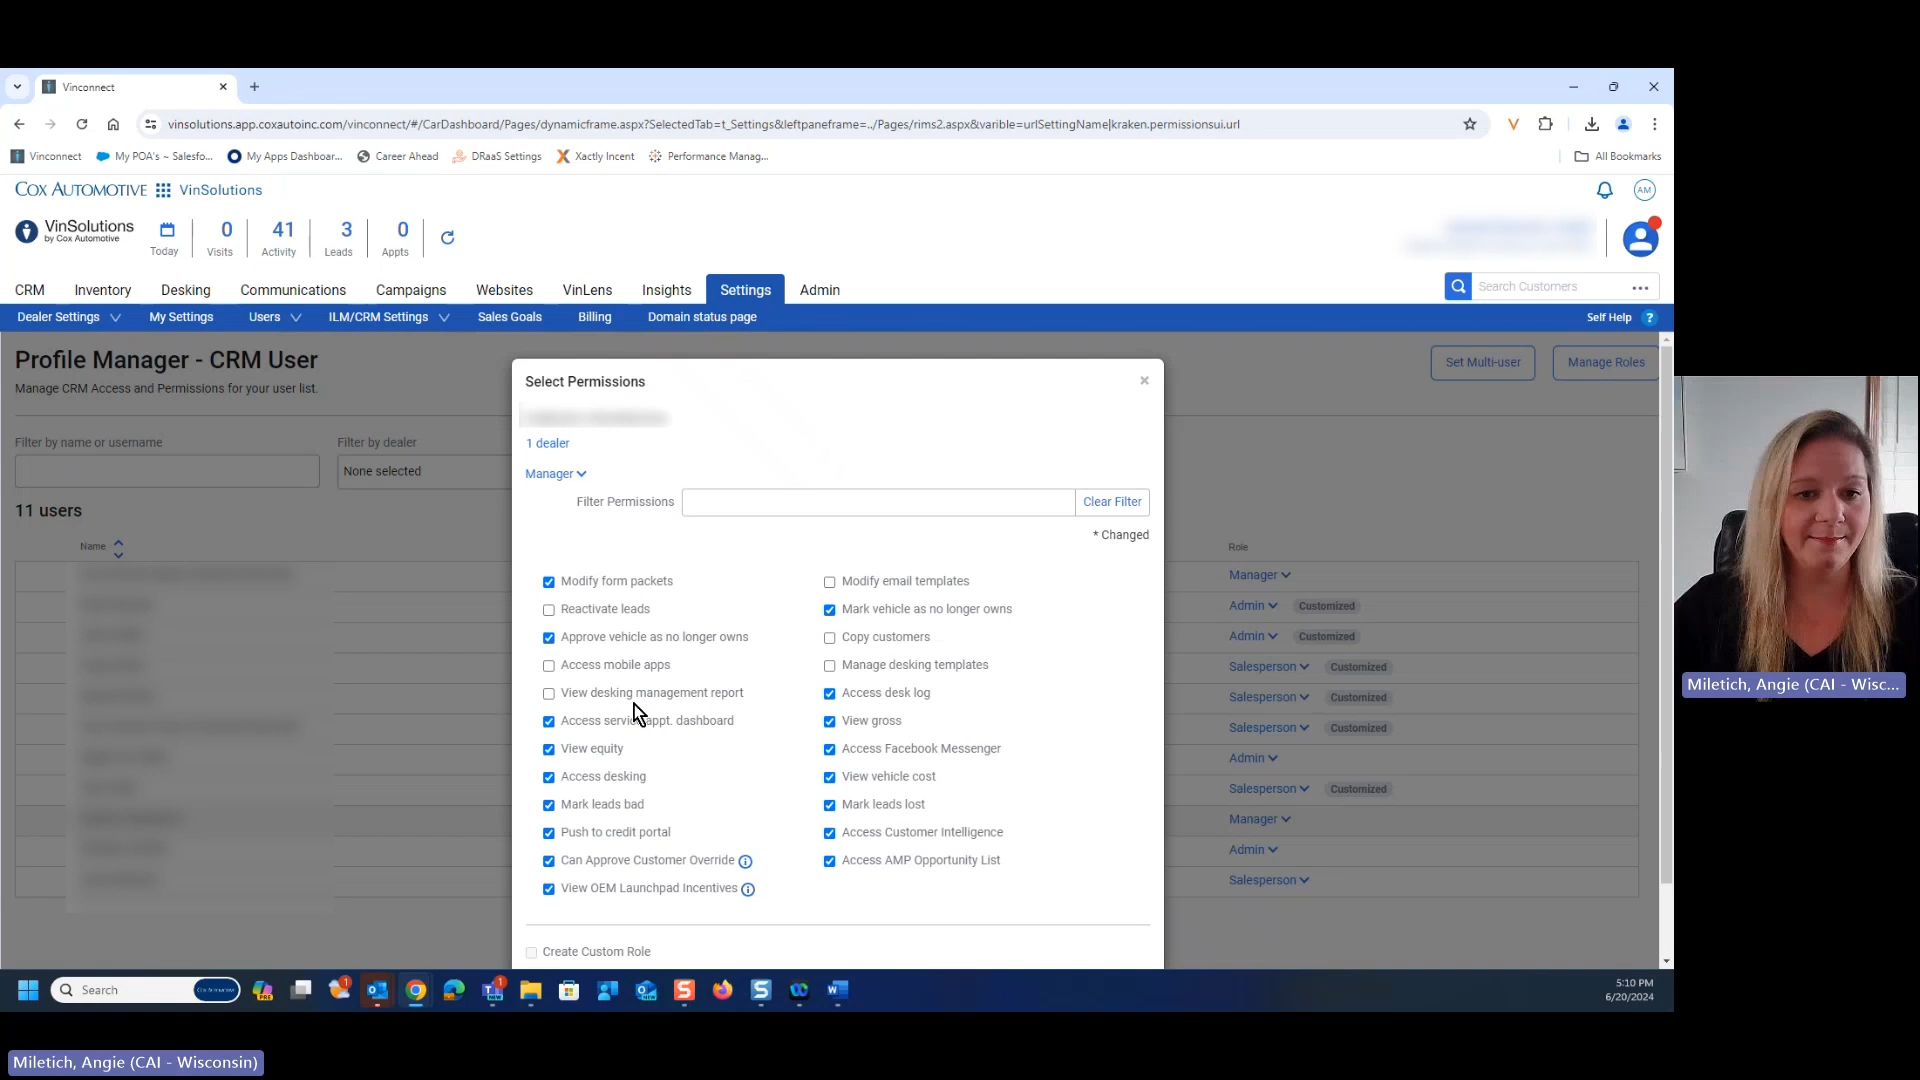 Vinconnect
vinsolutions.app.coxautoinc.com/vinconnect/#/CarDashboard/Pages/dynamicframe.aspx?SelectedTab=t_Settings&leftpaneframe=../Pages/rims2.aspx&varible=urlSettingName|kraken.permissionsui.url
Vinconnect My POA's ~ Salesfo... My Apps Dashboar... Career Ahead DRaaS Settings Xactly Incent Performance Manag... All Bookmarks
COX AUTOMOTIVE VinSolutions AM
VinSolutions
by Cox Automotive
0 41 3 0
Today Visits Activity Leads Appts
CRM Inventory Desking Communications Campaigns Websites VinLens Insights Settings Admin Search Customers
Dealer Settings My Settings Users ILM/CRM Settings Sales Goals Billing Domain status page Self Help ?
Profile Manager - CRM User
Manage CRM Access and Permissions for your user list.
Set Multi-user Manage Roles
Filter by name or username Filter by dealer
None selected
11 users
Name Role
Manager
Admin Customized
Admin Customized
Salesperson Customized
Salesperson Customized
Salesperson Customized
Admin
Salesperson Customized
Manager
Admin
Salesperson
Select Permissions
1 dealer
Manager
Filter Permissions Clear Filter
* Changed
Modify form packets Modify email templates
Reactivate leads Mark vehicle as no longer owns
Approve vehicle as no longer owns Copy customers
Access mobile apps Manage desking templates
View desking management report Access desk log
Access service appt. dashboard View gross
View equity Access Facebook Messenger
Access desking View vehicle cost
Mark leads bad Mark leads lost
Push to credit portal Access Customer Intelligence
Can Approve Customer Override Access AMP Opportunity List
View OEM Launchpad Incentives
Create Custom Role
Search
5:10 PM
6/20/2024
Miletich, Angie (CAI - Wisc...
Miletich, Angie (CAI - Wisconsin)